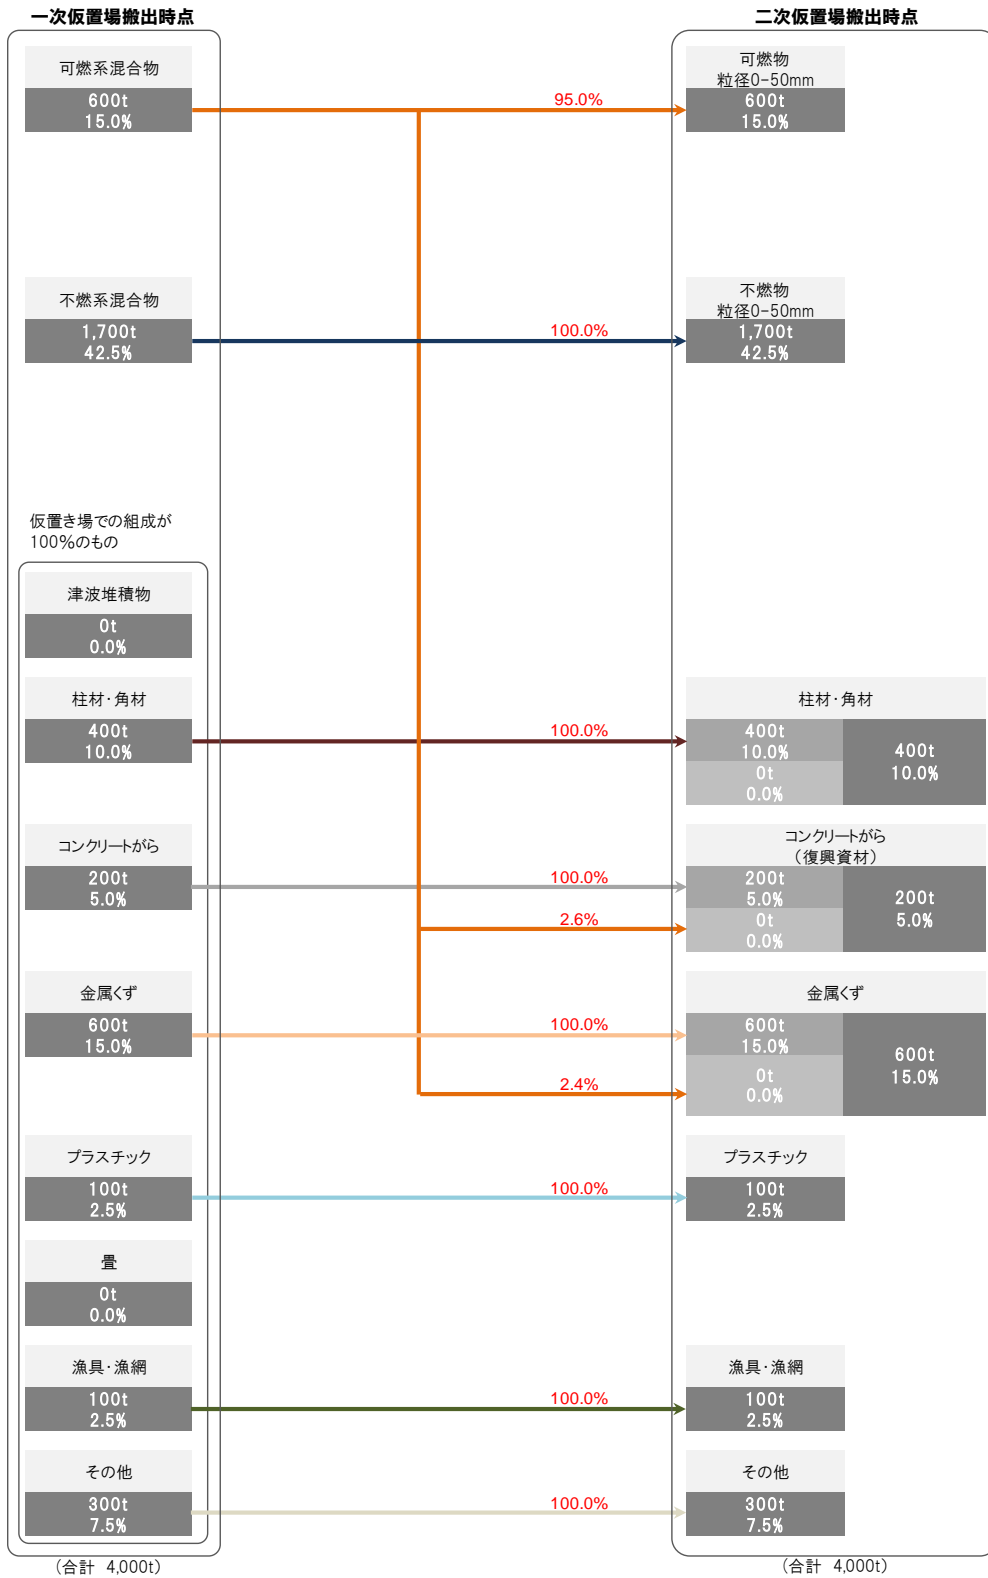 一次仮置場搬出時点
二次仮置場搬出時点
可燃系混合物
600t
15.0%
95.0%
可燃物
粒径0-50mm
600t
15.0%
不燃系混合物
1,700t
42.5%
100.0%
不燃物
粒径0-50mm
1,700t
42.5%
仮置き場での組成が
100%のもの
津波堆積物
0t
0.0%
柱材・角材
400t
10.0%
100.0%
柱材・角材
400t
10.0%
0t
0.0%
400t
10.0%
コンクリートがら
200t
5.0%
100.0%
2.6%
コンクリートがら
(復興資材)
200t
5.0%
0t
0.0%
200t
5.0%
金属くず
600t
15.0%
100.0%
2.4%
金属くず
600t
15.0%
0t
0.0%
600t
15.0%
プラスチック
100t
2.5%
100.0%
プラスチック
100t
2.5%
畳
0t
0.0%
漁具・漁網
100t
2.5%
100.0%
漁具・漁網
100t
2.5%
その他
300t
7.5%
100.0%
その他
300t
7.5%
(合計 4,000t)
(合計 4,000t)